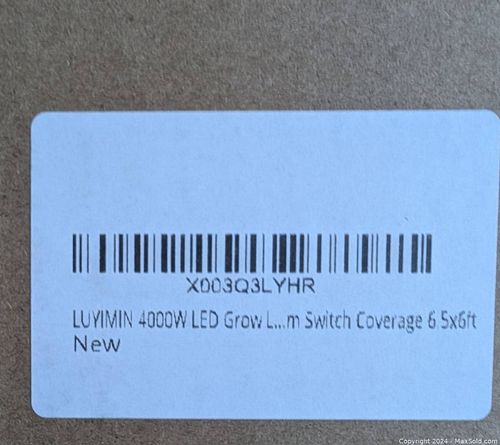 X003Q3LYHR
LUYIMIN 4000W LED Grow L...m Switch Coverage 6.5x6ft
New
Copyright 2024 - MaxSold.com